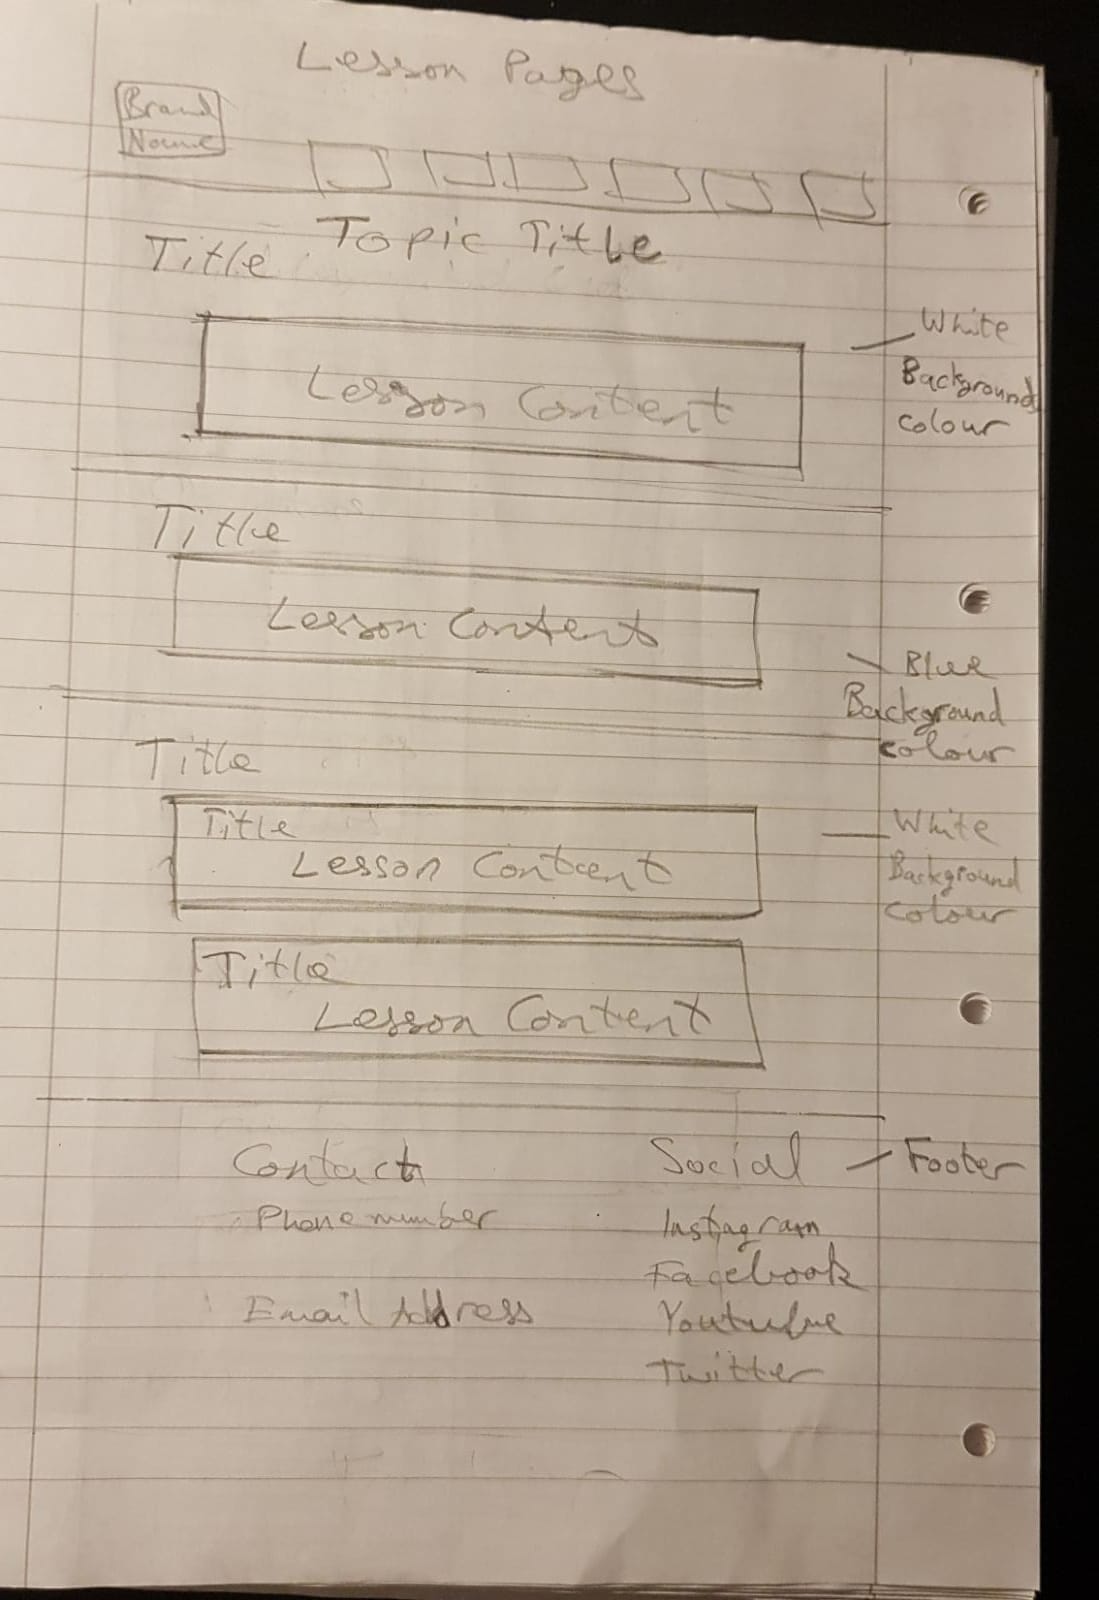 Lesson Pages
Brand
Name
Topic Title
Title
Lesson Content
White
Background
colour
Title
Lesson Content
Blue
Background
colour
Title
Title
Lesson Content
White
Background
colour
Title
Lesson Content
Contact
Social
Footer
Phone number
Instagram
Facebook
Email Address
Youtube
Twitter